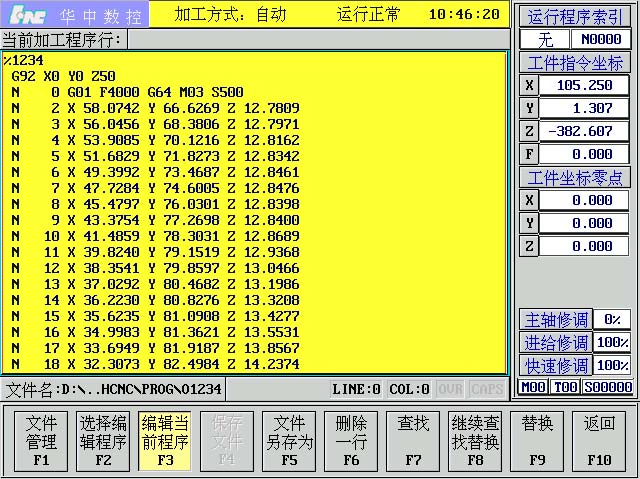 HNC 华中数控 加工方式：自动 运行正常 10:46:20
运行程序索引
当前加工程序行：
无 N0000
%1234
G92 X0 Y0 Z50
N 0 G01 F4000 G64 M03 S500
N 2 X 58.0742 Y 66.6269 Z 12.7809
N 3 X 56.0456 Y 68.3806 Z 12.7971
N 4 X 53.9085 Y 70.1216 Z 12.8162
N 5 X 51.6829 Y 71.8273 Z 12.8342
N 6 X 49.3992 Y 73.4687 Z 12.8461
N 7 X 47.7284 Y 74.6005 Z 12.8476
N 8 X 45.4797 Y 76.0301 Z 12.8398
N 9 X 43.3754 Y 77.2698 Z 12.8400
N 10 X 41.4859 Y 78.3031 Z 12.8689
N 11 X 39.8240 Y 79.1519 Z 12.9368
N 12 X 38.3541 Y 79.8597 Z 13.0466
N 13 X 37.0292 Y 80.4682 Z 13.1986
N 14 X 36.2230 Y 80.8276 Z 13.3208
N 15 X 35.6235 Y 81.0908 Z 13.4277
N 16 X 34.9983 Y 81.3621 Z 13.5531
N 17 X 33.6949 Y 81.9187 Z 13.8567
N 18 X 32.3073 Y 82.4984 Z 14.2374
工件指令坐标
X 105.250
Y 1.307
Z -382.607
F 0.000
工件坐标零点
X 0.000
Y 0.000
Z 0.000
主轴修调 0%
进给修调 100%
快速修调 100%
M00 T00 S00000
文件名:D:\..HCNC\PROG\O1234 LINE:0 COL:0 OVR CAPS
文件
管理
F1
选择编
辑程序
F2
编辑当
前程序
F3
保存
文件
F4
文件
另存为
F5
删除
一行
F6
查找
F7
继续查
找替换
F8
替换
F9
返回
F10